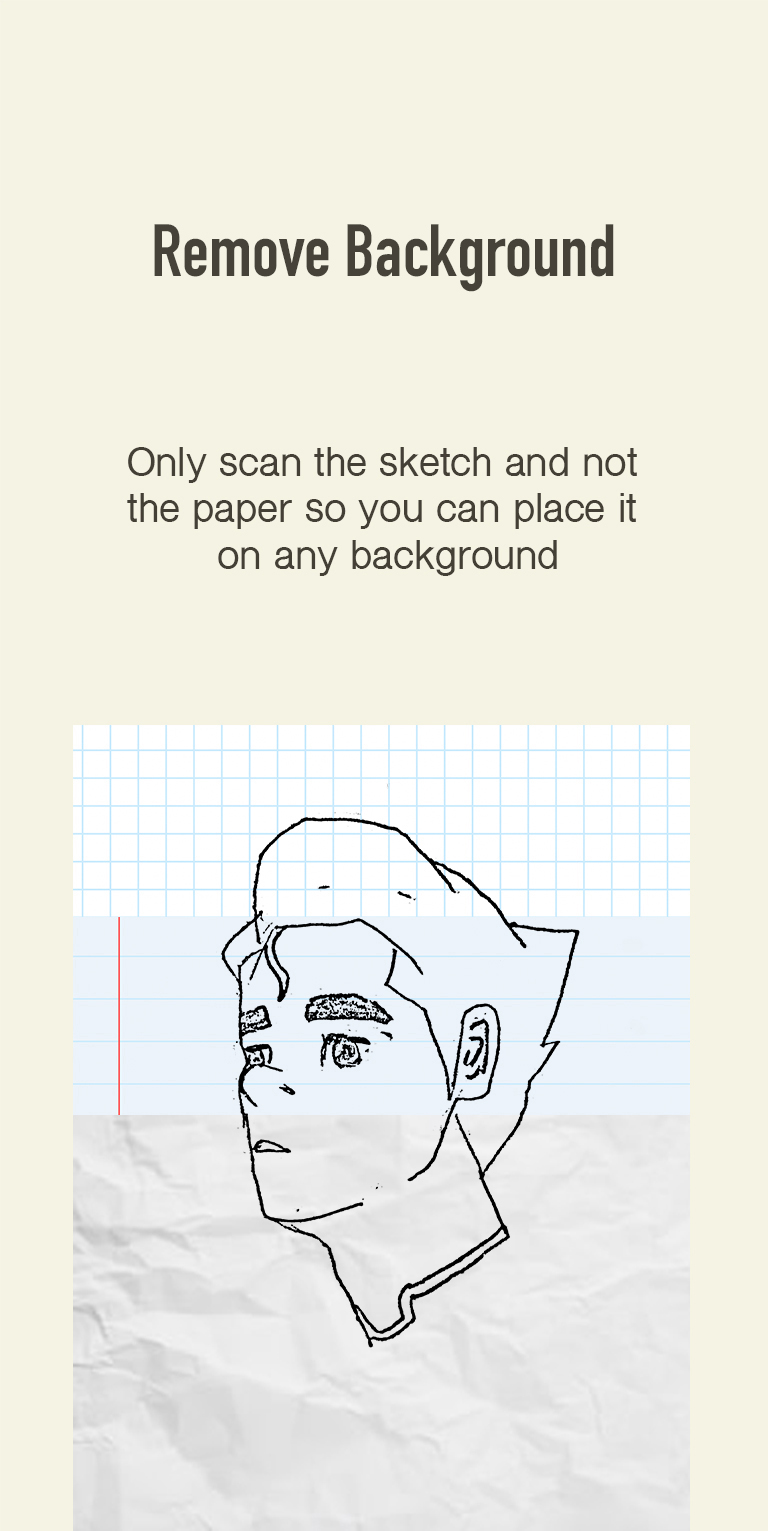 Remove Background
Only scan the sketch and not
the paper so you can place it
on any background